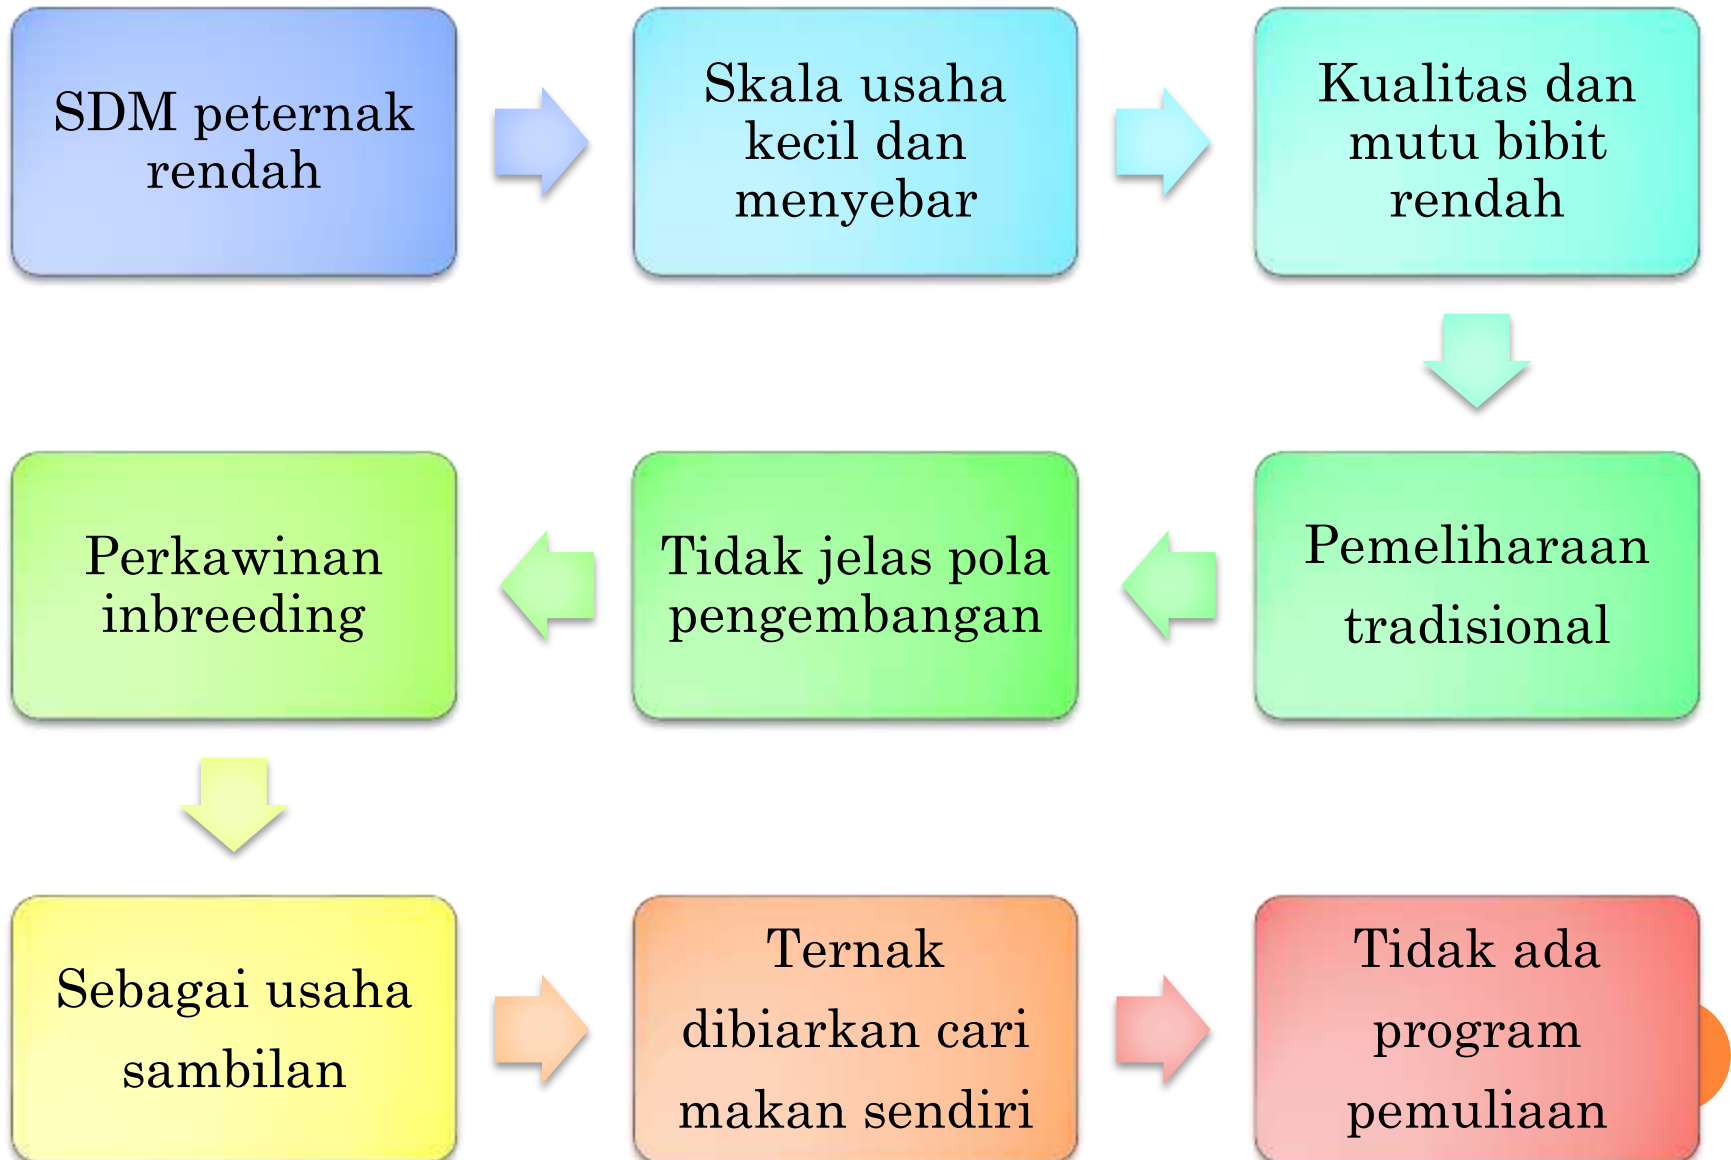 SDM peternak
rendah
Skala usaha
kecil dan
menyebar
Kualitas dan
mutu bibit
rendah
Pemeliharaan
tradisional
Tidak jelas pola
pengembangan
Perkawinan
inbreeding
Sebagai usaha
sambilan
Ternak
dibiarkan cari
makan sendiri
Tidak ada
program
pemuliaan